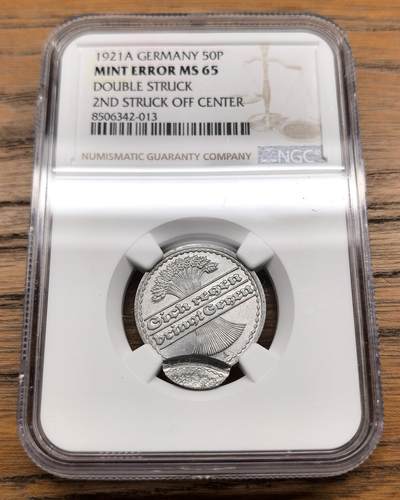 1921A GERMANY 50P
MINT ERROR MS 65
DOUBLE STRUCK
2ND STRUCK OFF CENTER
8506342-013
NUMISMATIC GUARANTY COMPANY
NGC
Sich regen
bringt Segen
A